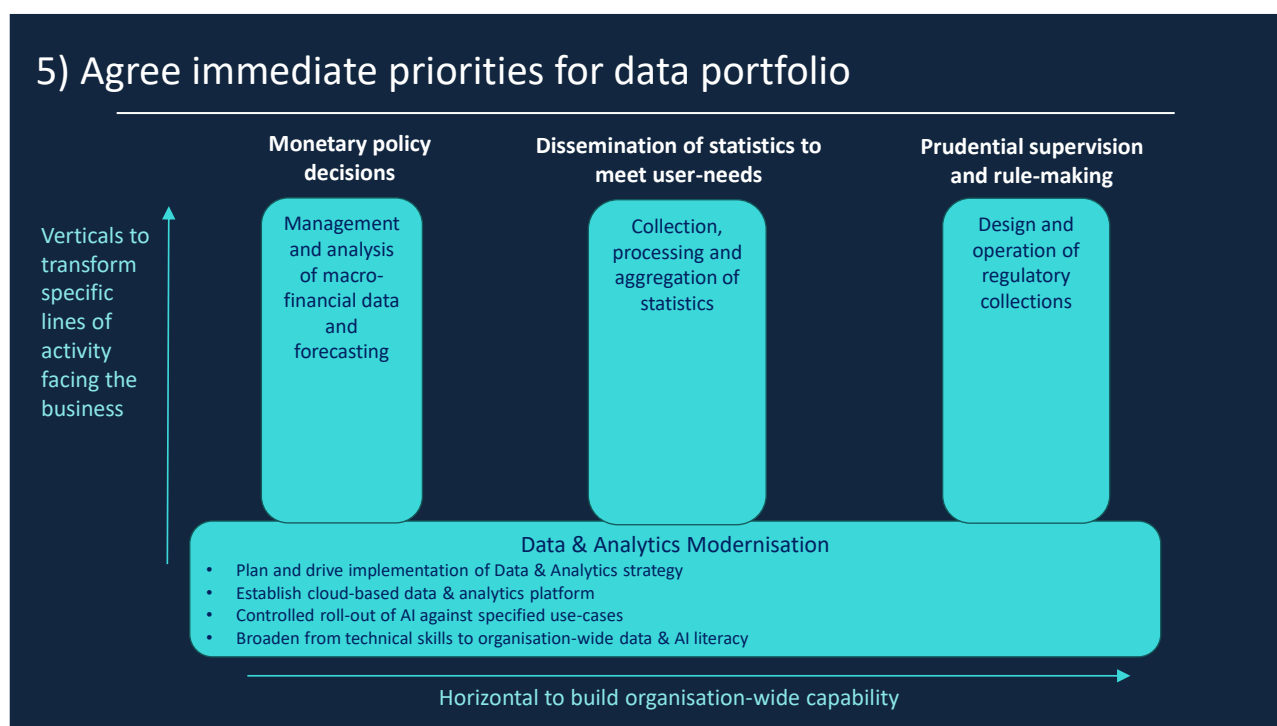 5) Agree immediate priorities for data portfolio
Monetary policy
decisions
Dissemination of statistics to
meet user-needs
Prudential supervision
and rule-making
Verticals to
transform
specific
lines of
activity
facing the
business
Management
and analysis
of macro-
financial data
and
forecasting
Collection,
processing and
aggregation of
statistics
Design and
operation of
regulatory
collections
Data & Analytics Modernisation
• Plan and drive implementation of Data & Analytics strategy
• Establish cloud-based data & analytics platform
• Controlled roll-out of AI against specified use-cases
• Broaden from technical skills to organisation-wide data & AI literacy
Horizontal to build organisation-wide capability